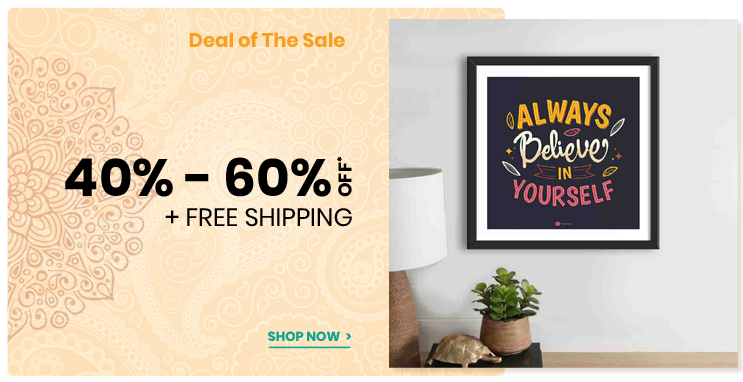 Deal of The Sale
40% - 60% OFF*
+ FREE SHIPPING
SHOP NOW >
ALWAYS
Believe
IN
YOURSELF